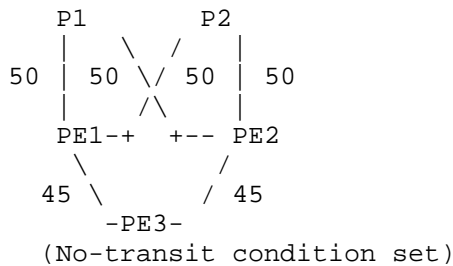 P1 P2
50 50 50 50
PE1-+ +-- PE2
45 45
-PE3-
(No-transit condition set)